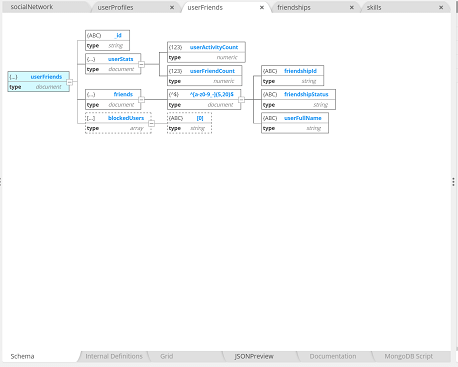 socialNetwork userProfiles × userFriends × friendships × skills ×
{ABC} _id
type string
{...} userStats
type document
{123} userActivityCount
type numeric
{123} userFriendCount
type numeric
{...} userFriends
type document
{...} friends
type document
{^$} ^[a-z0-9_-]{5,20}$
type document
{ABC} friendshipId
type string
{ABC} friendshipStatus
type string
{ABC} userFullName
type string
[...] blockedUsers
type array
{ABC} [0]
type string
Schema Internal Definitions Grid JSONPreview Documentation MongoDB Script